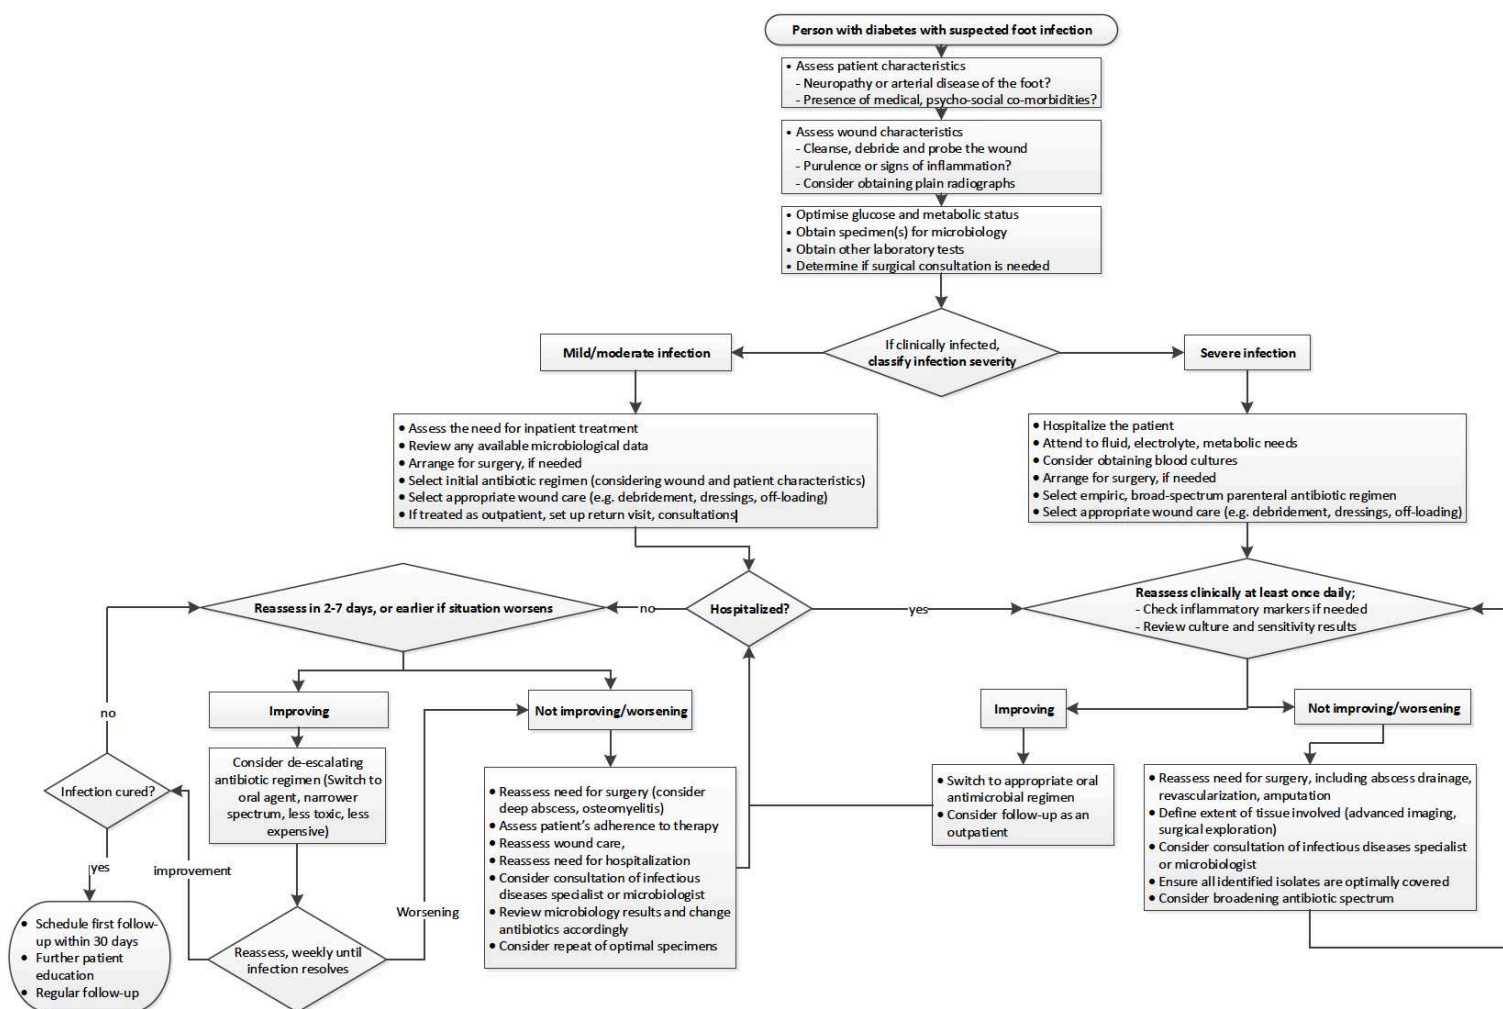 Person with diabetes with suspected foot infection
• Assess patient characteristics
- Neuropathy or arterial disease of the foot?
- Presence of medical, psycho-social co-morbidities?
• Assess wound characteristics
- Cleanse, debride and probe the wound
- Purulence or signs of inflammation?
- Consider obtaining plain radiographs
• Optimise glucose and metabolic status
• Obtain specimen(s) for microbiology
• Obtain other laboratory tests
• Determine if surgical consultation is needed
If clinically infected,
classify infection severity
Mild/moderate infection
Severe infection
• Assess the need for inpatient treatment
• Review any available microbiological data
• Arrange for surgery, if needed
• Select initial antibiotic regimen (considering wound and patient characteristics)
• Select appropriate wound care (e.g. debridement, dressings, off-loading)
• If treated as outpatient, set up return visit, consultations
• Hospitalize the patient
• Attend to fluid, electrolyte, metabolic needs
• Consider obtaining blood cultures
• Arrange for surgery, if needed
• Select empiric, broad-spectrum parenteral antibiotic regimen
• Select appropriate wound care (e.g. debridement, dressings, off-loading)
Reassess in 2-7 days, or earlier if situation worsens
no
Hospitalized?
yes
Reassess clinically at least once daily;
- Check inflammatory markers if needed
- Review culture and sensitivity results
no
Improving
Not improving/worsening
Improving
Not improving/worsening
Infection cured?
Consider de-escalating
antibiotic regimen (Switch to
oral agent, narrower
spectrum, less toxic, less
expensive)
• Reassess need for surgery (consider
deep abscess, osteomyelitis)
• Assess patient's adherence to therapy
• Reassess wound care,
• Reassess need for hospitalization
• Consider consultation of infectious
diseases specialist or microbiologist
• Review microbiology results and change
antibiotics accordingly
• Consider repeat of optimal specimens
• Switch to appropriate oral
antimicrobial regimen
• Consider follow-up as an
outpatient
• Reassess need for surgery, including abscess drainage,
revascularization, amputation
• Define extent of tissue involved (advanced imaging,
surgical exploration)
• Consider consultation of infectious diseases specialist
or microbiologist
• Ensure all identified isolates are optimally covered
• Consider broadening antibiotic spectrum
yes
improvement
Worsening
• Schedule first follow-
up within 30 days
• Further patient
education
• Regular follow-up
Reassess, weekly until
infection resolves